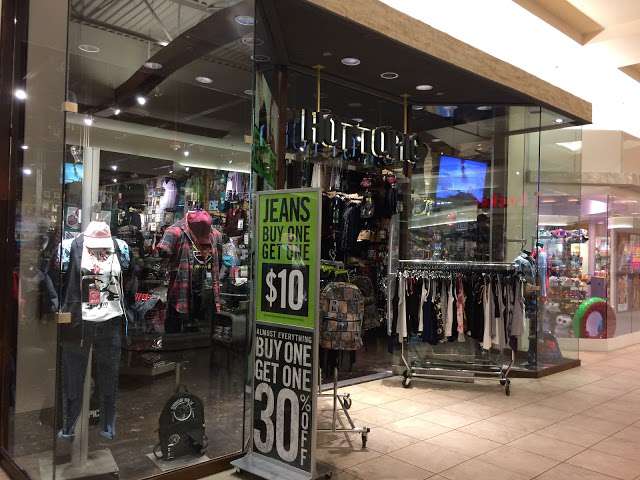 HOT TOPIC
JEANS
BUY ONE
GET ONE
$10
ALMOST EVERYTHING
BUY ONE
GET ONE
30% OFF